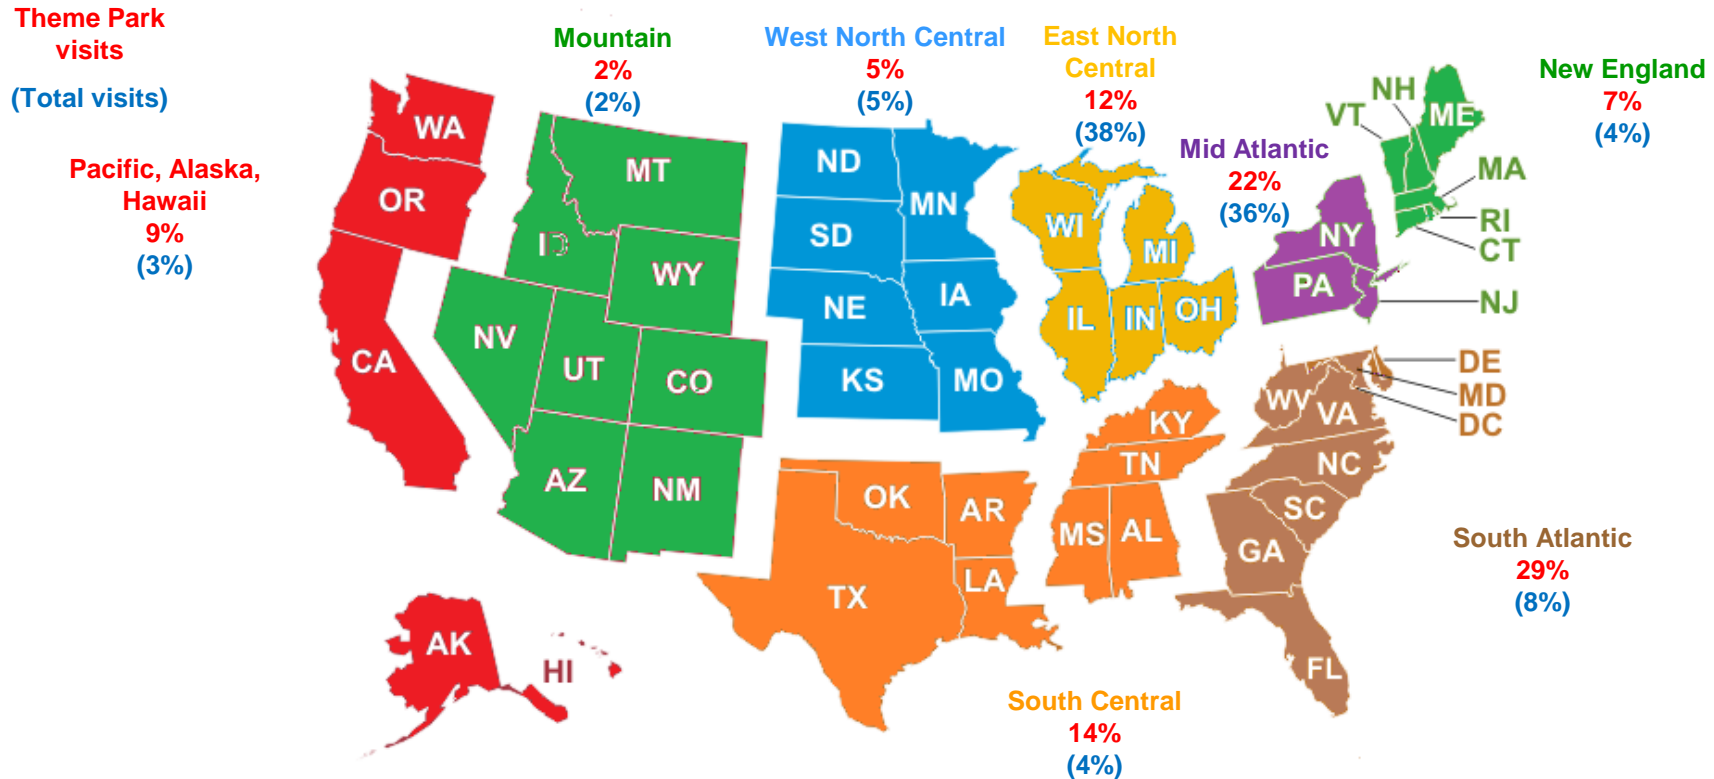 Theme Park
visits
(Total visits)
Pacific, Alaska,
Hawaii
9%
(3%)
Mountain
2%
(2%)
West North Central
5%
(5%)
East North
Central
12%
(38%)
Mid Atlantic
22%
(36%)
New England
7%
(4%)
South Atlantic
29%
(8%)
South Central
14%
(4%)
WA
OR
CA
AK
HI
MT
ID
WY
NV
UT
CO
AZ
NM
ND
MN
SD
NE
IA
KS
MO
WI
MI
IL
IN
OH
NY
PA
NJ
VT
NH
ME
MA
RI
CT
DE
MD
DC
WV
VA
NC
SC
GA
FL
KY
TN
MS
AL
OK
AR
TX
LA